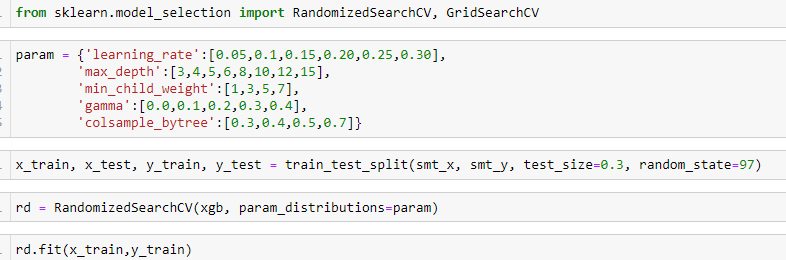 from sklearn.model_selection import RandomizedSearchCV, GridSearchCV
param = {'learning_rate':[0.05,0.1,0.15,0.20,0.25,0.30],
'max_depth':[3,4,5,6,8,10,12,15],
'min_child_weight':[1,3,5,7],
'gamma':[0.0,0.1,0.2,0.3,0.4],
'colsample_bytree':[0.3,0.4,0.5,0.7]}
x_train, x_test, y_train, y_test = train_test_split(smt_x, smt_y, test_size=0.3, random_state=97)
rd = RandomizedSearchCV(xgb, param_distributions=param)
rd.fit(x_train,y_train)